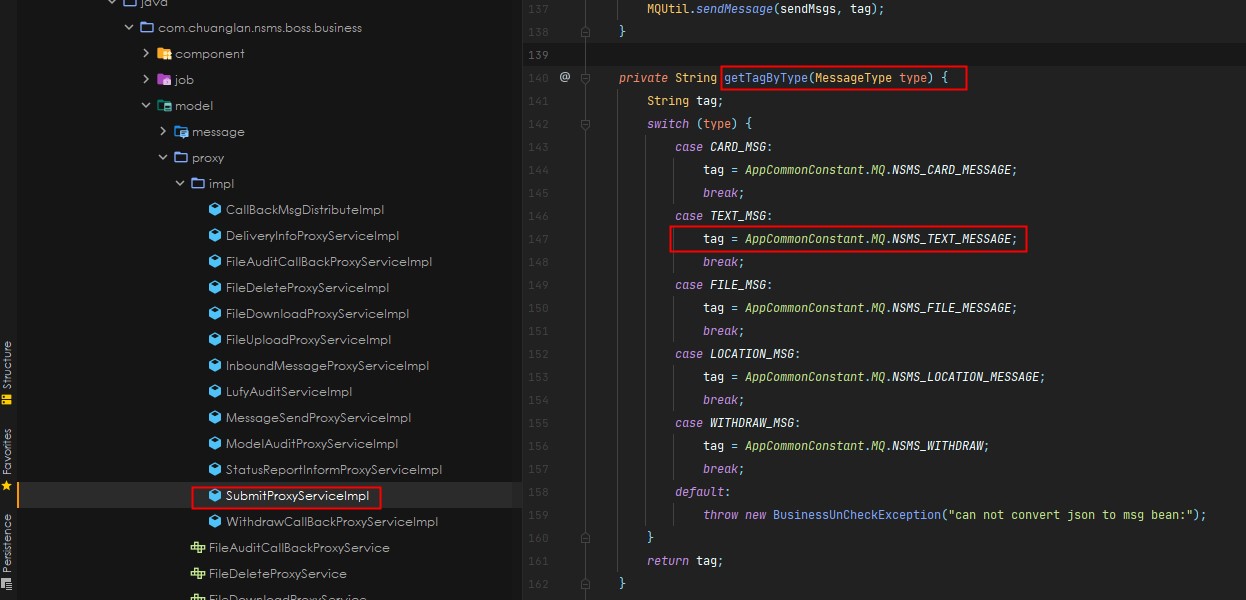 java
com.chuanglan.nsms.boss.business
component
job
model
message
proxy
impl
CallBackMsgDistributeImpl
DeliveryInfoProxyServiceImpl
FileAuditCallBackProxyServiceImpl
FileDeleteProxyServiceImpl
FileDownloadProxyServiceImpl
FileUploadProxyServiceImpl
InboundMessageProxyServiceImpl
LufyAuditServiceImpl
MessageSendProxyServiceImpl
ModelAuditProxyServiceImpl
StatusReportInformProxyServiceImpl
SubmitProxyServiceImpl
WithdrawCallBackProxyServiceImpl
FileAuditCallBackProxyService
FileDeleteProxyService
FileDownloadProxyService
Structure
Favorites
Persistence
137 MQUtil.sendMessage(sendMsgs, tag);
138 }
139
140 @ private String getTagByType(MessageType type) {
141 String tag;
142 switch (type) {
143 case CARD_MSG:
144 tag = AppCommonConstant.MQ.NSMS_CARD_MESSAGE;
145 break;
146 case TEXT_MSG:
147 tag = AppCommonConstant.MQ.NSMS_TEXT_MESSAGE;
148 break;
149 case FILE_MSG:
150 tag = AppCommonConstant.MQ.NSMS_FILE_MESSAGE;
151 break;
152 case LOCATION_MSG:
153 tag = AppCommonConstant.MQ.NSMS_LOCATION_MESSAGE;
154 break;
155 case WITHDRAW_MSG:
156 tag = AppCommonConstant.MQ.NSMS_WITHDRAW;
157 break;
158 default:
159 throw new BusinessUnCheckException("can not convert json to msg bean:");
160 }
161 return tag;
162 }